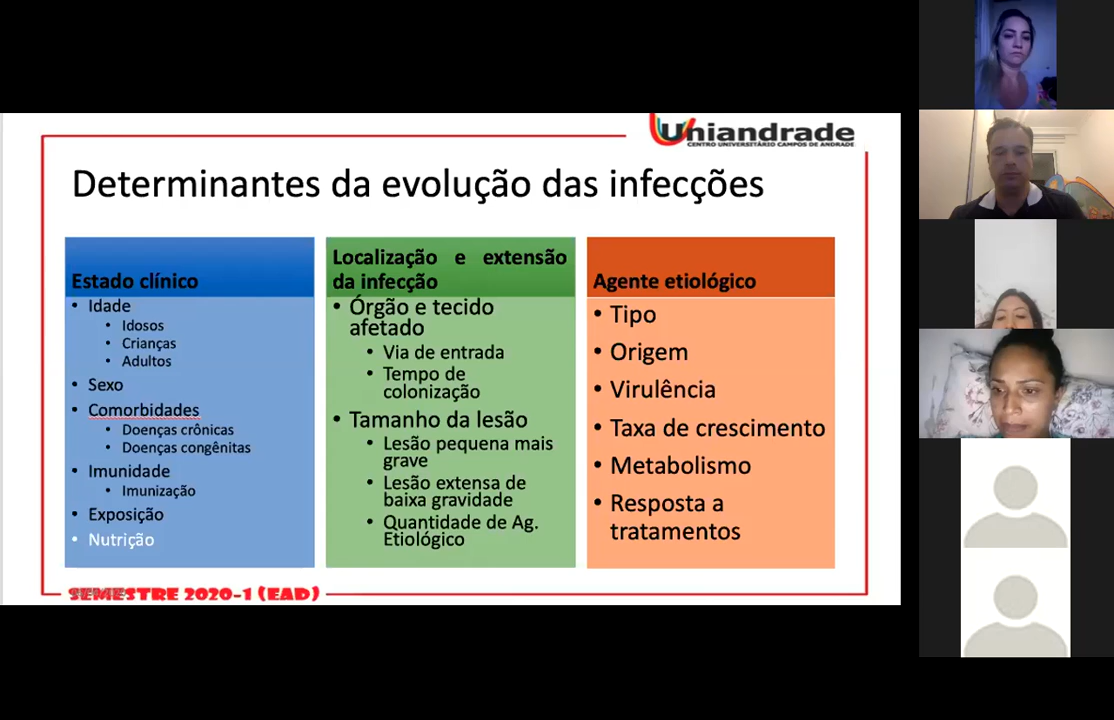 Uniandrade
CENTRO UNIVERSITÁRIO CAMPOS DE ANDRADE
Determinantes da evolução das infecções
Estado clínico
• Idade
• Idosos
• Crianças
• Adultos
• Sexo
• Comorbidades
• Doenças crônicas
• Doenças congênitas
• Imunidade
• Imunização
• Exposição
• Nutrição
Localização e extensão
da infecção
• Órgão e tecido
afetado
• Via de entrada
• Tempo de
colonização
• Tamanho da lesão
• Lesão pequena mais
grave
• Lesão extensa de
baixa gravidade
• Quantidade de Ag.
Etiológico
Agente etiológico
• Tipo
• Origem
• Virulência
• Taxa de crescimento
• Metabolismo
• Resposta a
tratamentos
SEMESTRE 2020-1 (EAD)